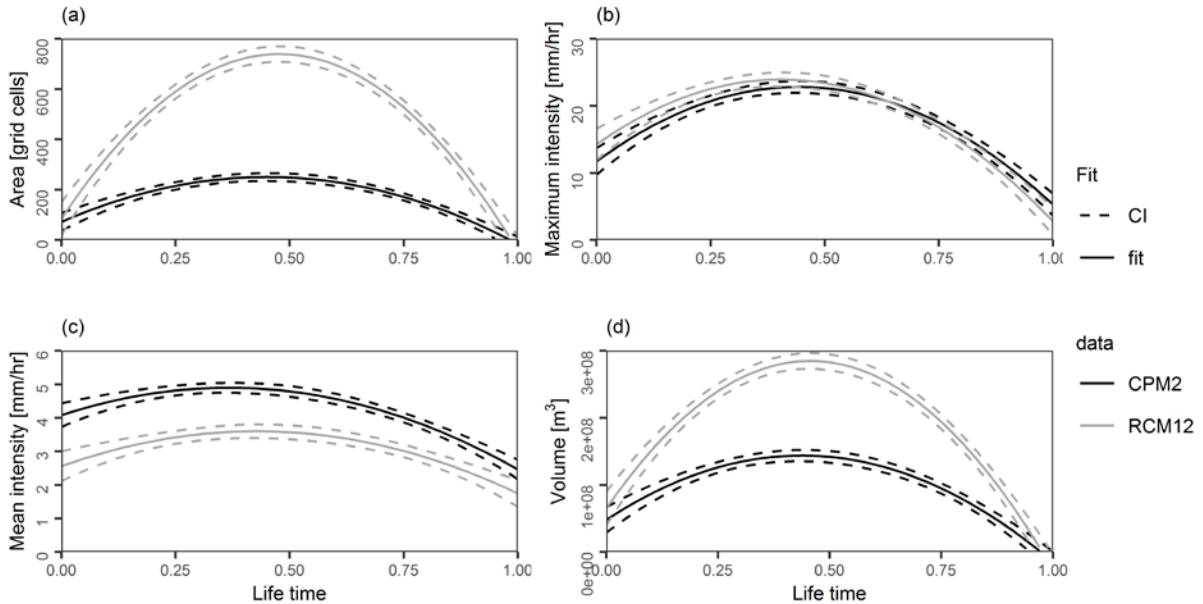 (a)
Area [grid cells]
800
600
400
200
0
0.00 0.25 0.50 0.75 1.00
(b)
Maximum intensity [mm/hr]
30
20
10
0
0.00 0.25 0.50 0.75 1.00
Fit
CI
fit
(c)
Mean intensity [mm/hr]
6
5
4
3
2
1
0
0.00 0.25 0.50 0.75 1.00
Life time
(d)
Volume [m³]
3e+08
2e+08
1e+08
0e+00
0.00 0.25 0.50 0.75 1.00
Life time
data
CPM2
RCM12